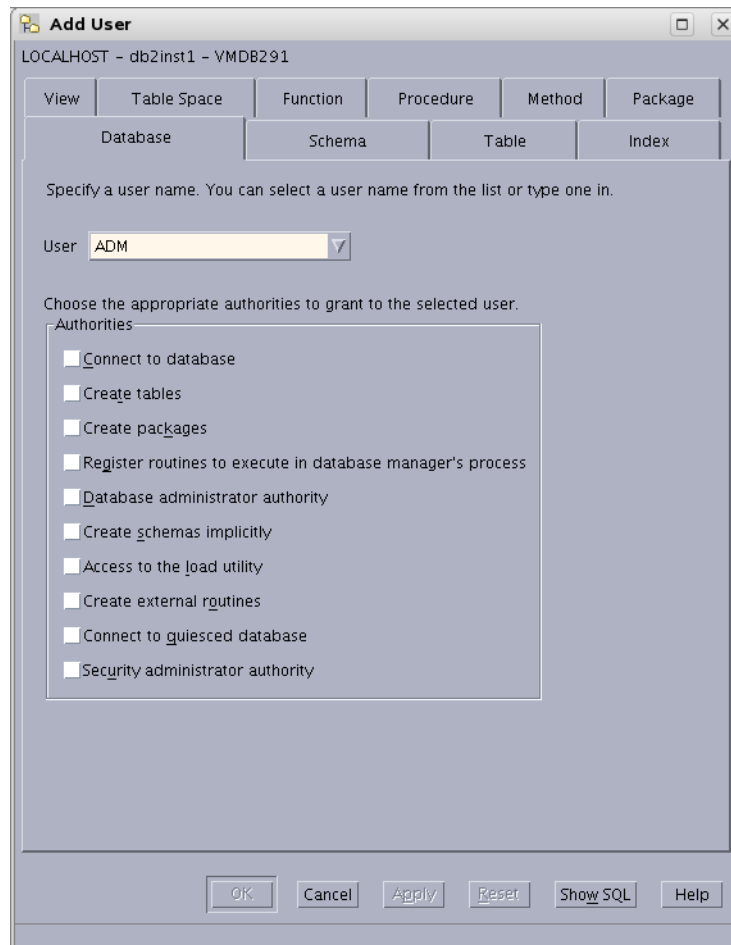 Add User
LOCALHOST - db2inst1 - VMDB291
View Table Space Function Procedure Method Package
Database Schema Table Index
Specify a user name. You can select a user name from the list or type one in.
User ADM
Choose the appropriate authorities to grant to the selected user.
Authorities
Connect to database
Create tables
Create packages
Register routines to execute in database manager's process
Database administrator authority
Create schemas implicitly
Access to the load utility
Create external routines
Connect to quiesced database
Security administrator authority
OK Cancel Apply Reset Show SQL Help